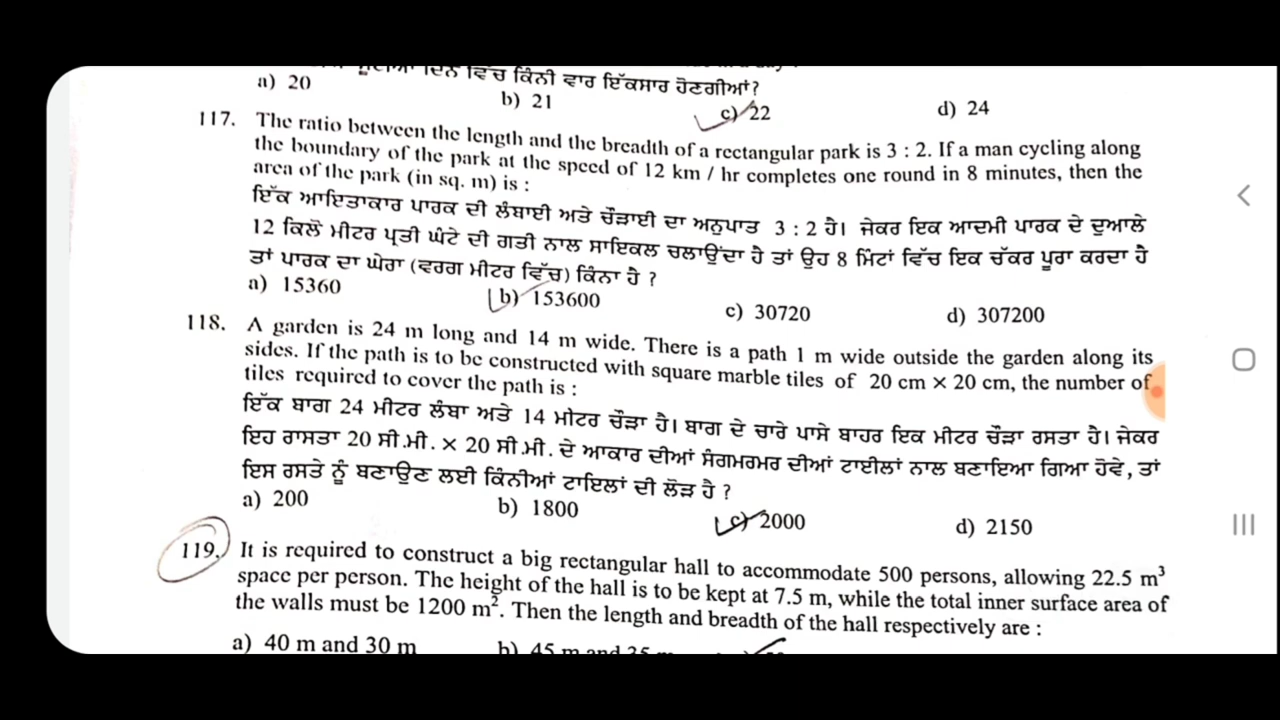 ਦਿਨ ਵਿੱਚ ਕਿੰਨੀ ਵਾਰ ਇੱਕਸਾਰ ਹੋਣਗੀਆਂ?
a) 20 b) 21 c) 22 d) 24
117. The ratio between the length and the breadth of a rectangular park is 3 : 2. If a man cycling along
the boundary of the park at the speed of 12 km / hr completes one round in 8 minutes, then the
area of the park (in sq. m) is :
ਇੱਕ ਆਇਤਾਕਾਰ ਪਾਰਕ ਦੀ ਲੰਬਾਈ ਅਤੇ ਚੌੜਾਈ ਦਾ ਅਨੁਪਾਤ 3 : 2 ਹੈ। ਜੇਕਰ ਇਕ ਆਦਮੀ ਪਾਰਕ ਦੇ ਦੁਆਲੇ
12 ਕਿਲੋ ਮੀਟਰ ਪ੍ਰਤੀ ਘੰਟੇ ਦੀ ਗਤੀ ਨਾਲ ਸਾਇਕਲ ਚਲਾਉਂਦਾ ਹੈ ਤਾਂ ਉਹ 8 ਮਿੰਟਾਂ ਵਿੱਚ ਇਕ ਚੱਕਰ ਪੂਰਾ ਕਰਦਾ ਹੈ
ਤਾਂ ਪਾਰਕ ਦਾ ਘੇਰਾ (ਵਰਗ ਮੀਟਰ ਵਿੱਚ) ਕਿੰਨਾ ਹੈ ?
a) 15360 b) 153600 c) 30720 d) 307200
118. A garden is 24 m long and 14 m wide. There is a path 1 m wide outside the garden along its
sides. If the path is to be constructed with square marble tiles of 20 cm × 20 cm, the number of
tiles required to cover the path is :
ਇੱਕ ਬਾਗ 24 ਮੀਟਰ ਲੰਬਾ ਅਤੇ 14 ਮੀਟਰ ਚੌੜਾ ਹੈ। ਬਾਗ ਦੇ ਚਾਰੇ ਪਾਸੇ ਬਾਹਰ ਇਕ ਮੀਟਰ ਚੌੜਾ ਰਸਤਾ ਹੈ। ਜੇਕਰ
ਇਹ ਰਾਸਤਾ 20 ਸੀ.ਮੀ. × 20 ਸੀ.ਮੀ. ਦੇ ਆਕਾਰ ਦੀਆਂ ਸੰਗਮਰਮਰ ਦੀਆਂ ਟਾਈਲਾਂ ਨਾਲ ਬਣਾਇਆ ਗਿਆ ਹੋਵੇ, ਤਾਂ
ਇਸ ਰਸਤੇ ਨੂੰ ਬਣਾਉਣ ਲਈ ਕਿੰਨੀਆਂ ਟਾਇਲਾਂ ਦੀ ਲੋੜ ਹੈ ?
a) 200 b) 1800 c) 2000 d) 2150
119. It is required to construct a big rectangular hall to accommodate 500 persons, allowing 22.5 m³
space per person. The height of the hall is to be kept at 7.5 m, while the total inner surface area of
the walls must be 1200 m². Then the length and breadth of the hall respectively are :
a) 40 m and 30 m b) 45 m and 35 m